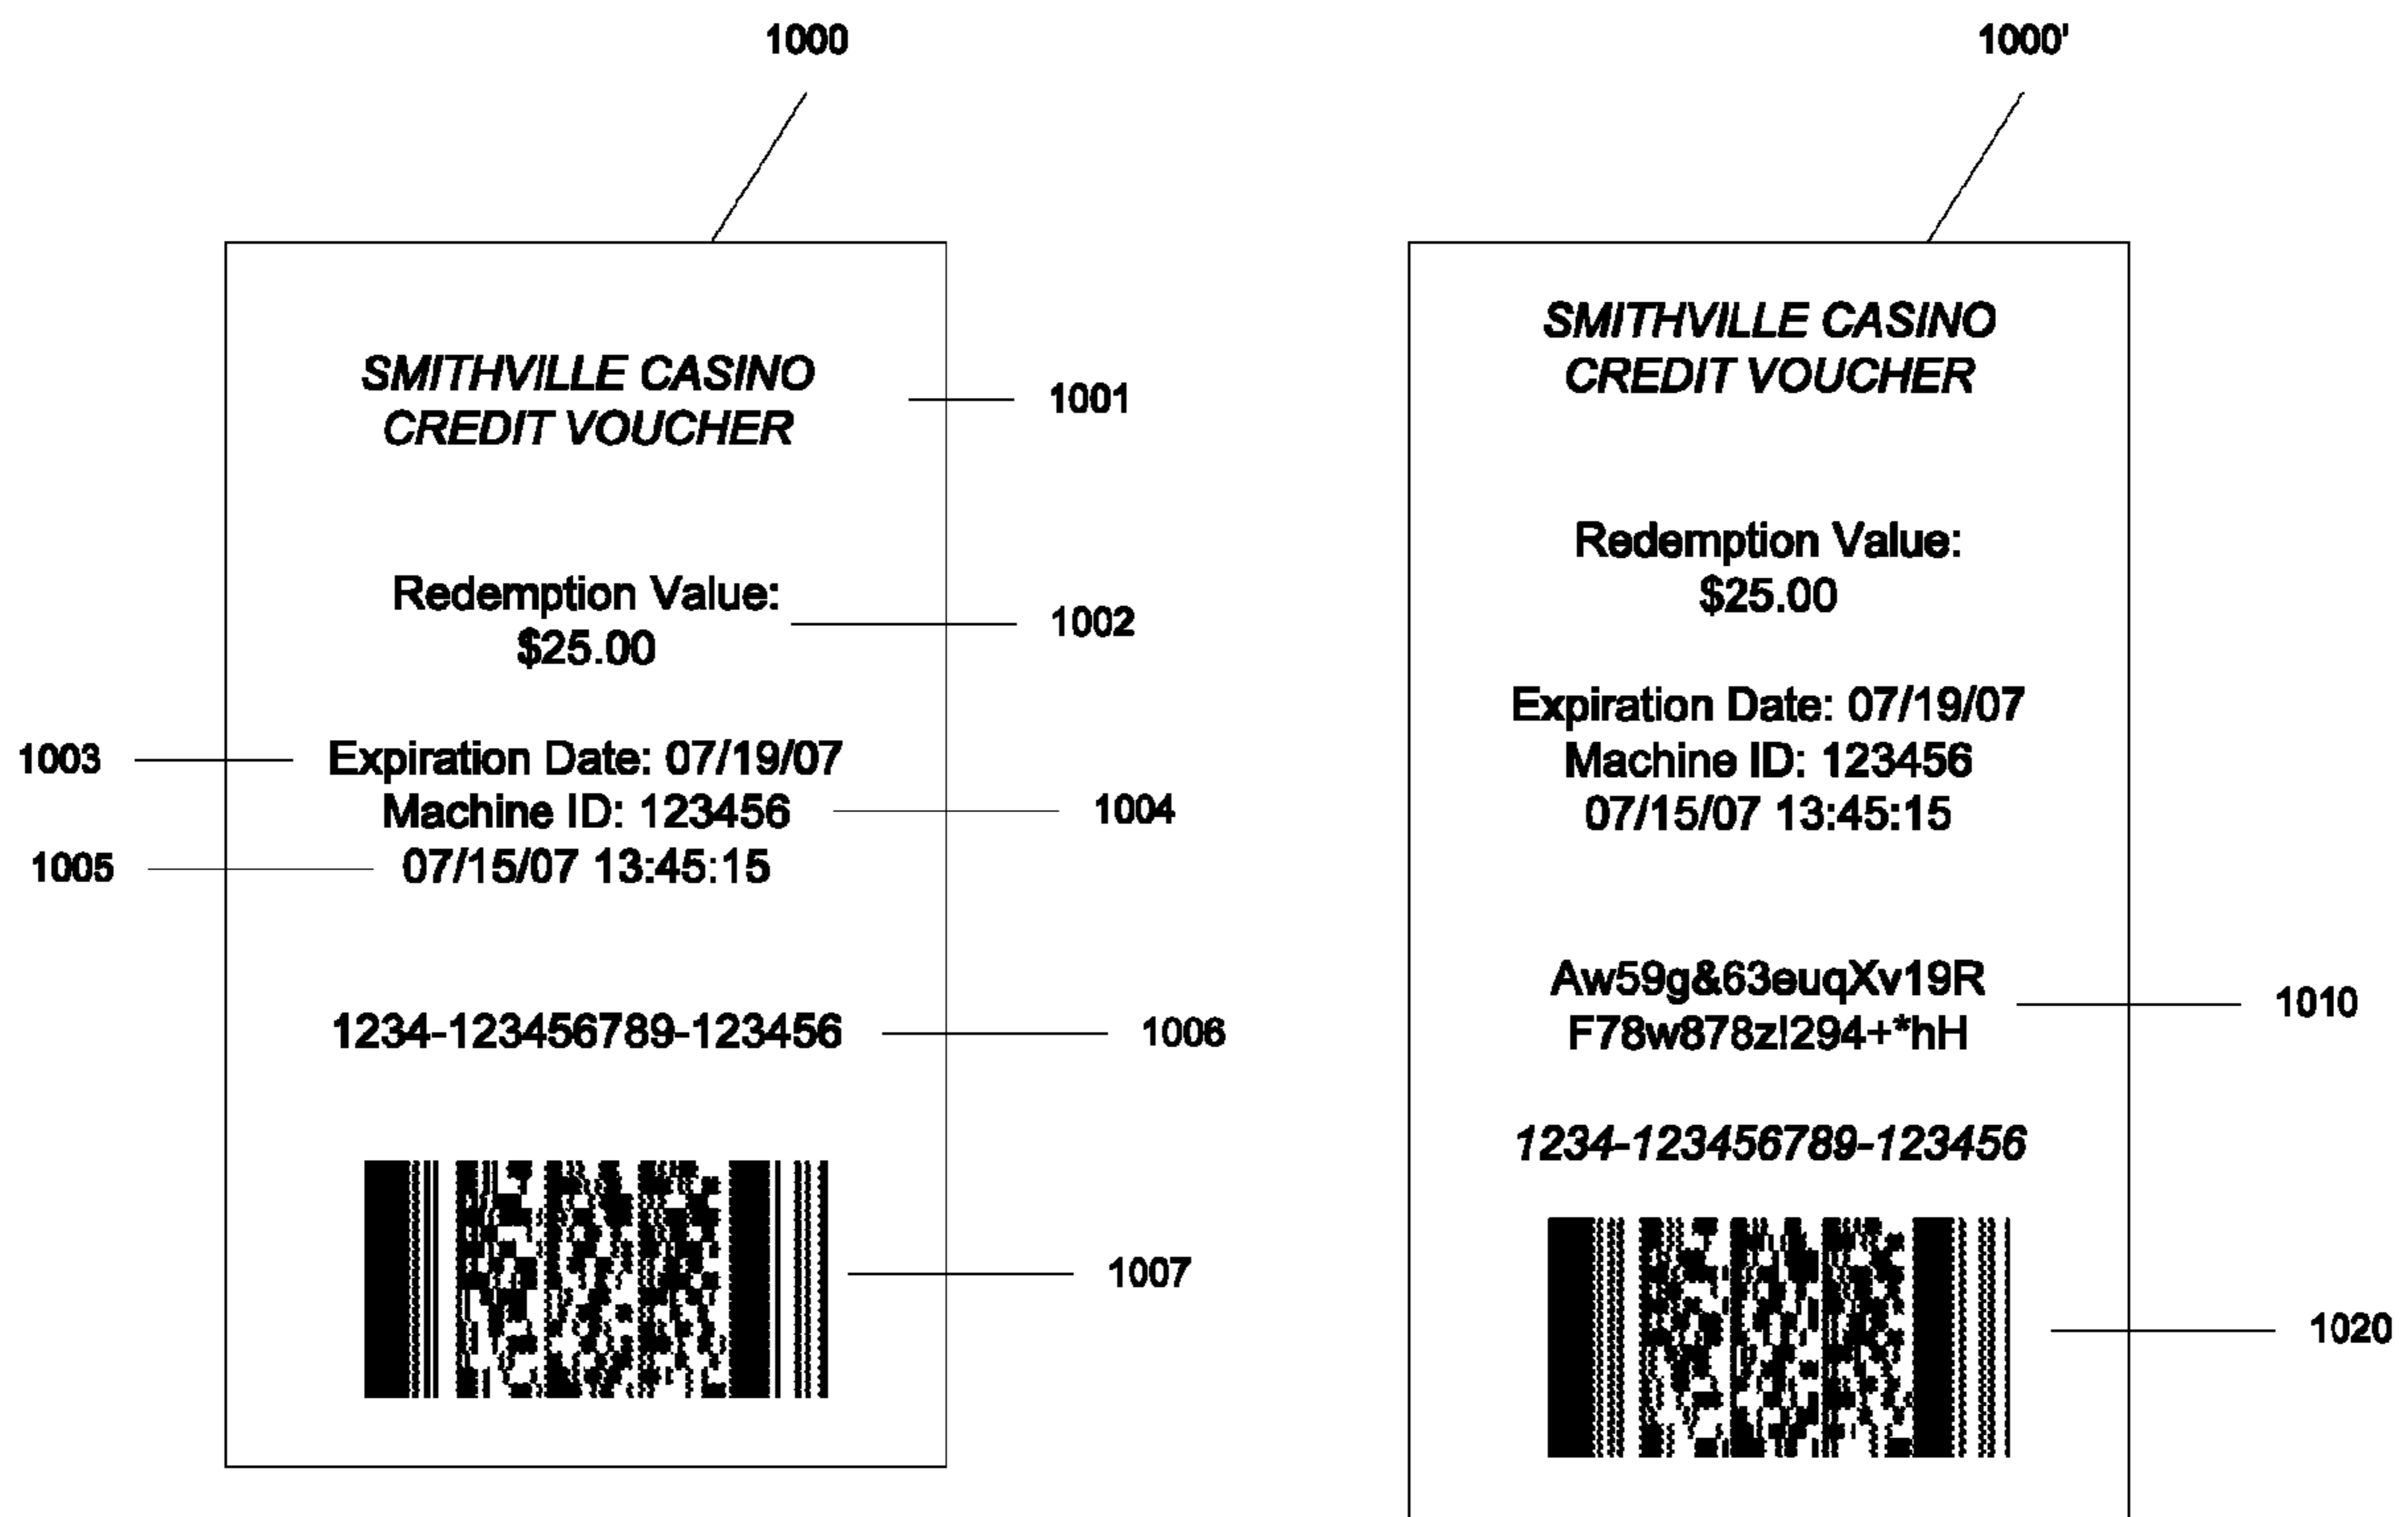 1000
SMITHVILLE CASINO
CREDIT VOUCHER
1001
Redemption Value:
$25.00
1002
1003
Expiration Date: 07/19/07
Machine ID: 123456
1004
1005
07/15/07 13:45:15
1234-123456789-123456
1006
1007
1000'
SMITHVILLE CASINO
CREDIT VOUCHER
Redemption Value:
$25.00
Expiration Date: 07/19/07
Machine ID: 123456
07/15/07 13:45:15
Aw59g&63euqXv19R
F78w878z!294+*hH
1010
1234-123456789-123456
1020